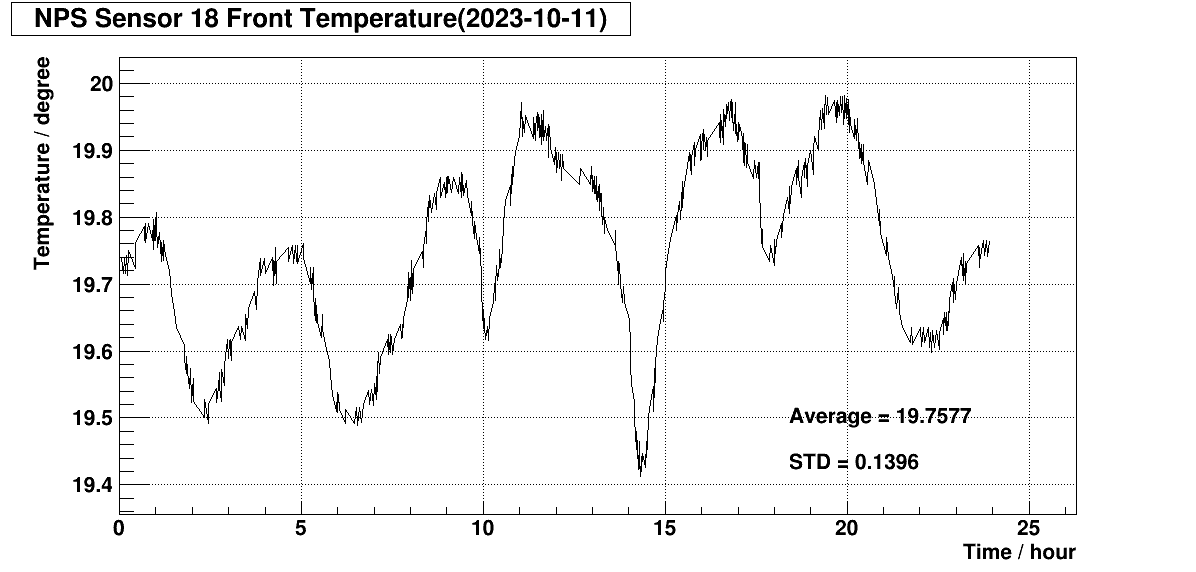 NPS Sensor 18 Front Temperature(2023-10-11)
Temperature / degree
20
19.9
19.8
19.7
19.6
19.5
19.4
Average = 19.7577
STD = 0.1396
0 5 10 15 20 25
Time / hour